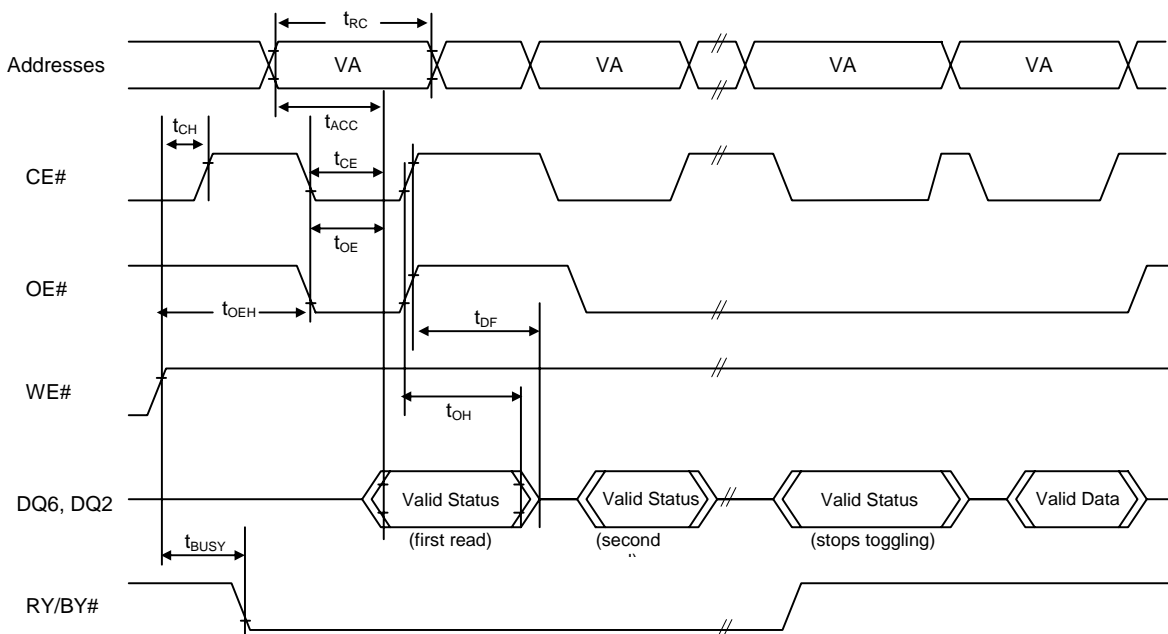 tRC
Addresses
VA
VA
VA
VA
tACC
tCH
tCE
CE#
tOE
OE#
tOEH
tDF
WE#
tOH
DQ6, DQ2
Valid Status
Valid Status
Valid Status
Valid Data
(first read)
(second
(stops toggling)
tBUSY
RY/BY#